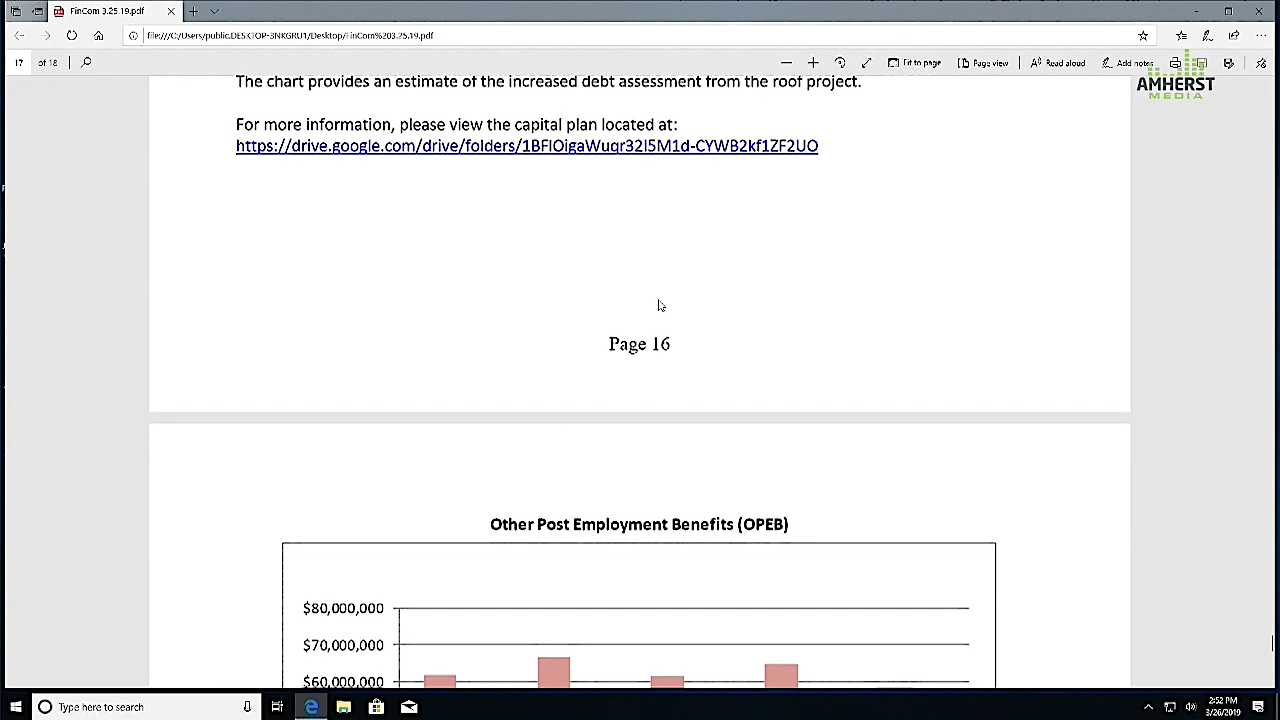 FinCom 3.25.19.pdf
file:///C:/Users/public.DESKTOP-3NKGRU1/Desktop/FinCom%203.25.19.pdf
17 of 18
Fit to page
Page view
Read aloud
Add notes
AMHERST
MEDIA
The chart provides an estimate of the increased debt assessment from the roof project.
For more information, please view the capital plan located at:
https://drive.google.com/drive/folders/1BFIOigaWuqr32I5M1d-CYWB2kf1ZF2UO
Page 16
Other Post Employment Benefits (OPEB)
$80,000,000
$70,000,000
$60,000,000
Type here to search
2:52 PM
3/26/2019